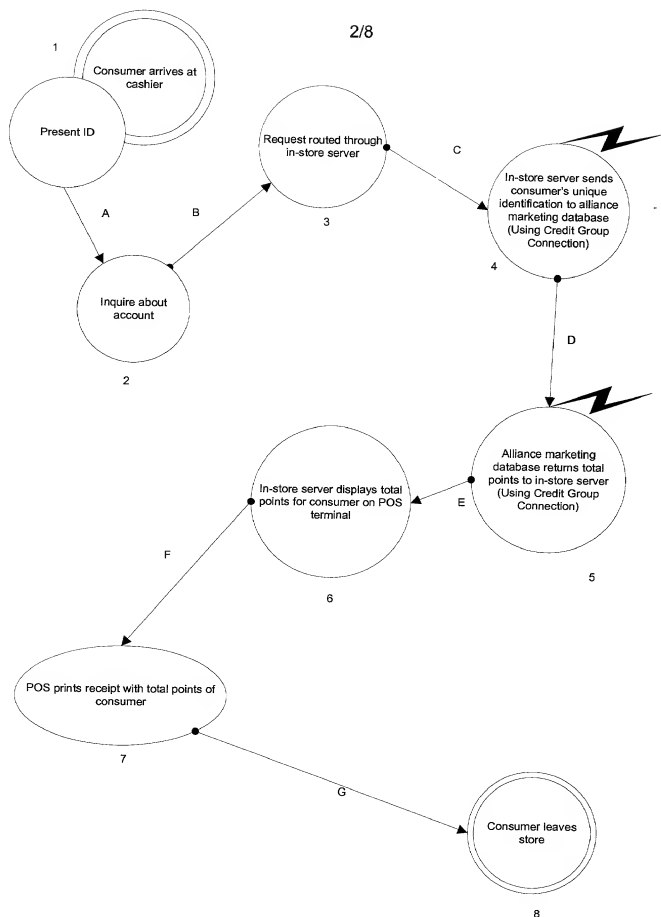 2/8
1
Consumer arrives at
cashier
Present ID
A
B
Inquire about
account
2
Request routed through
in-store server
3
C
In-store server sends
consumer's unique
identification to alliance
marketing database
(Using Credit Group
Connection)
4
D
Alliance marketing
database returns total
points to in-store server
(Using Credit Group
Connection)
5
E
In-store server displays total
points for consumer on POS
terminal
6
F
POS prints receipt with total points of
consumer
7
G
Consumer leaves
store
8